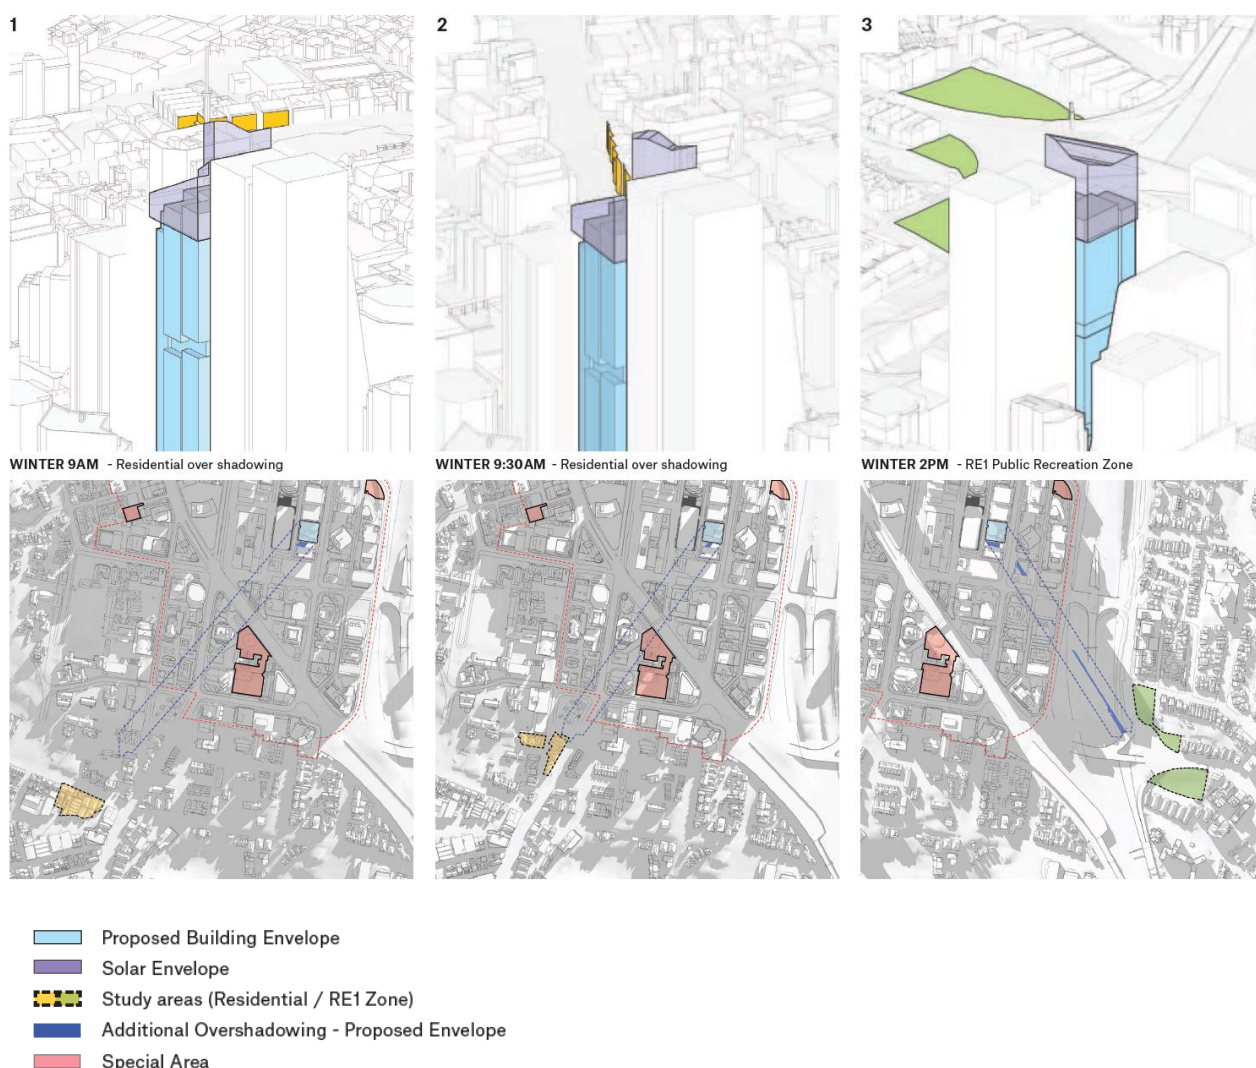 1
2
3
WINTER 9AM - Residential over shadowing
WINTER 9:30AM - Residential over shadowing
WINTER 2PM - RE1 Public Recreation Zone
Proposed Building Envelope
Solar Envelope
Study areas (Residential / RE1 Zone)
Additional Overshadowing - Proposed Envelope
Special Area